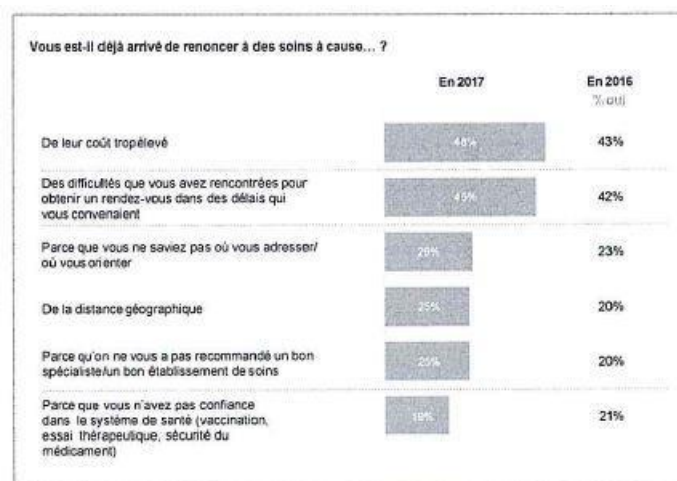 Vous est-il déjà arrivé de renoncer à des soins à cause... ?
En 2017
En 2016
% oui
De leur coût tropélevé
48%
43%
Des difficultés que vous avez rencontrées pour
obtenir un rendez-vous dans des délais qui
vous convenaient
45%
42%
Parce que vous ne saviez pas où vous adresser/
où vous orienter
23%
De la distance géographique
25%
20%
Parce qu'on ne vous a pas recommandé un bon
spécialiste/un bon établissement de soins
25%
20%
Parce que vous n'avez pas confiance
dans le système de santé (vaccination,
essai thérapeutique, sécurité du
médicament)
21%